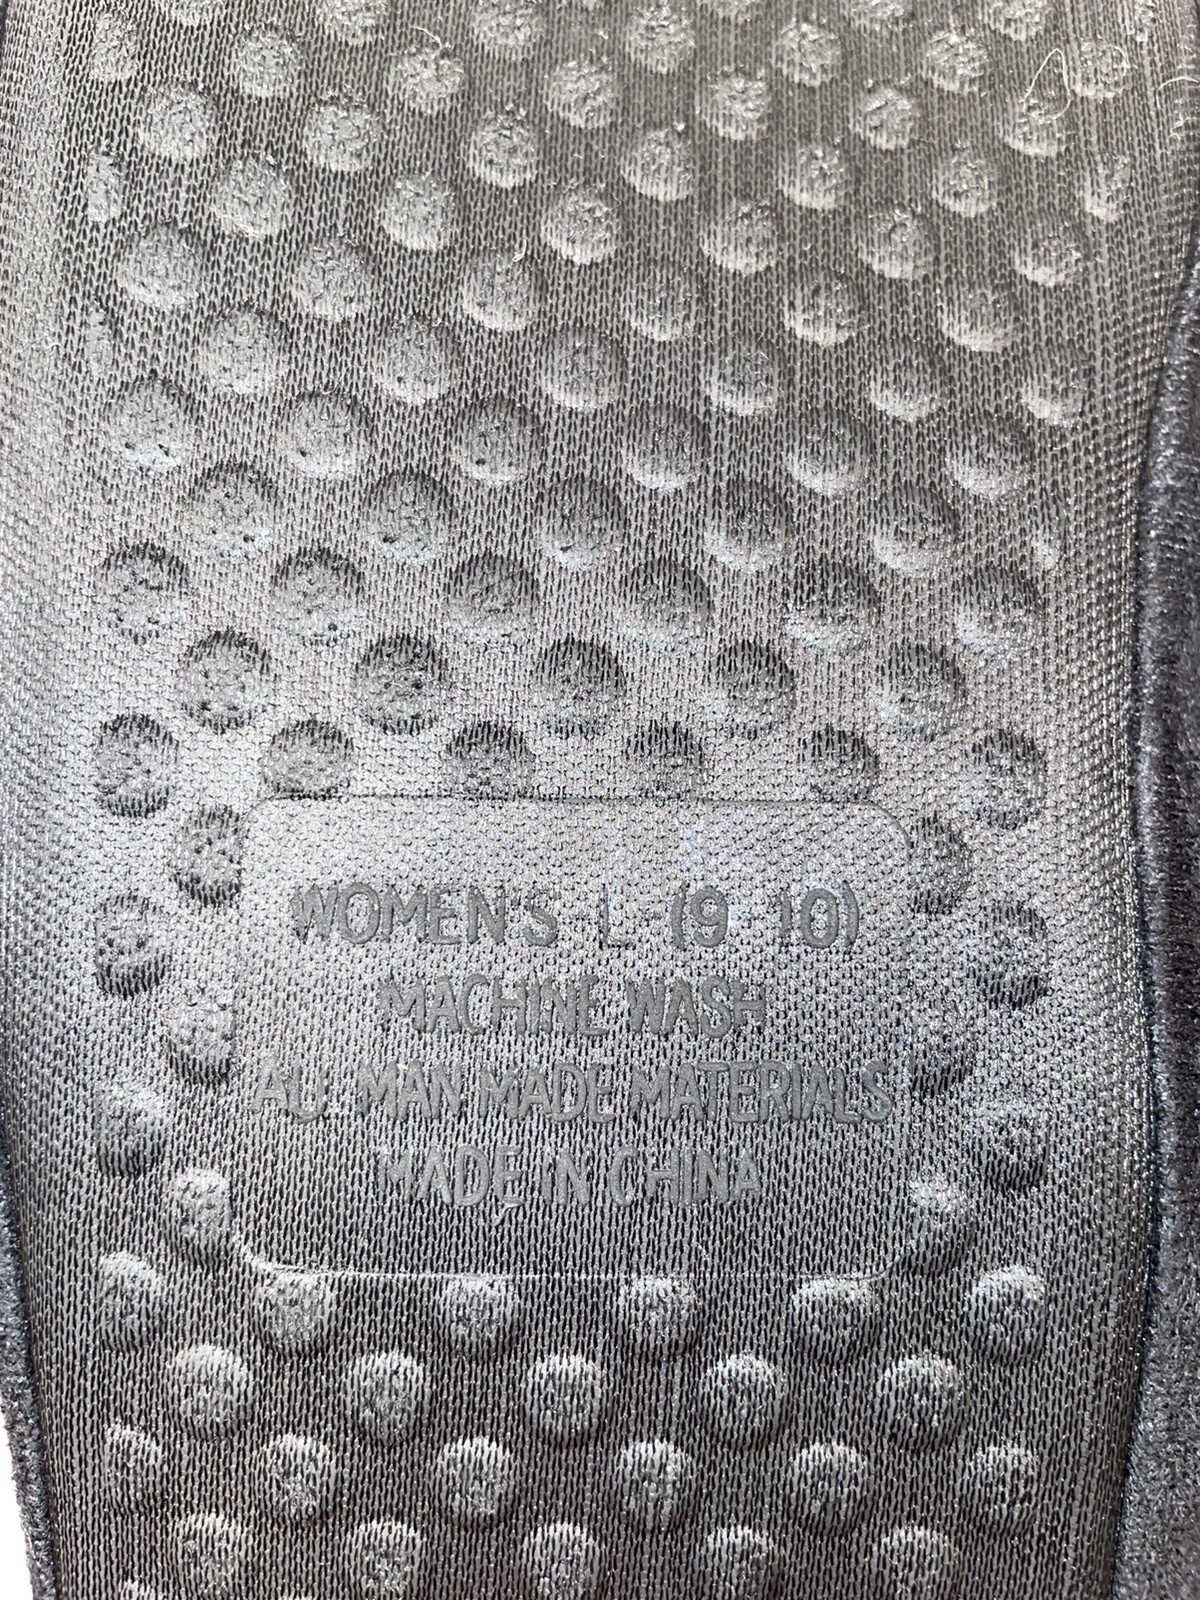 WOMEN'S L (9-10)
MACHINE WASH
ALL MAN MADE MATERIALS
MADE IN CHINA